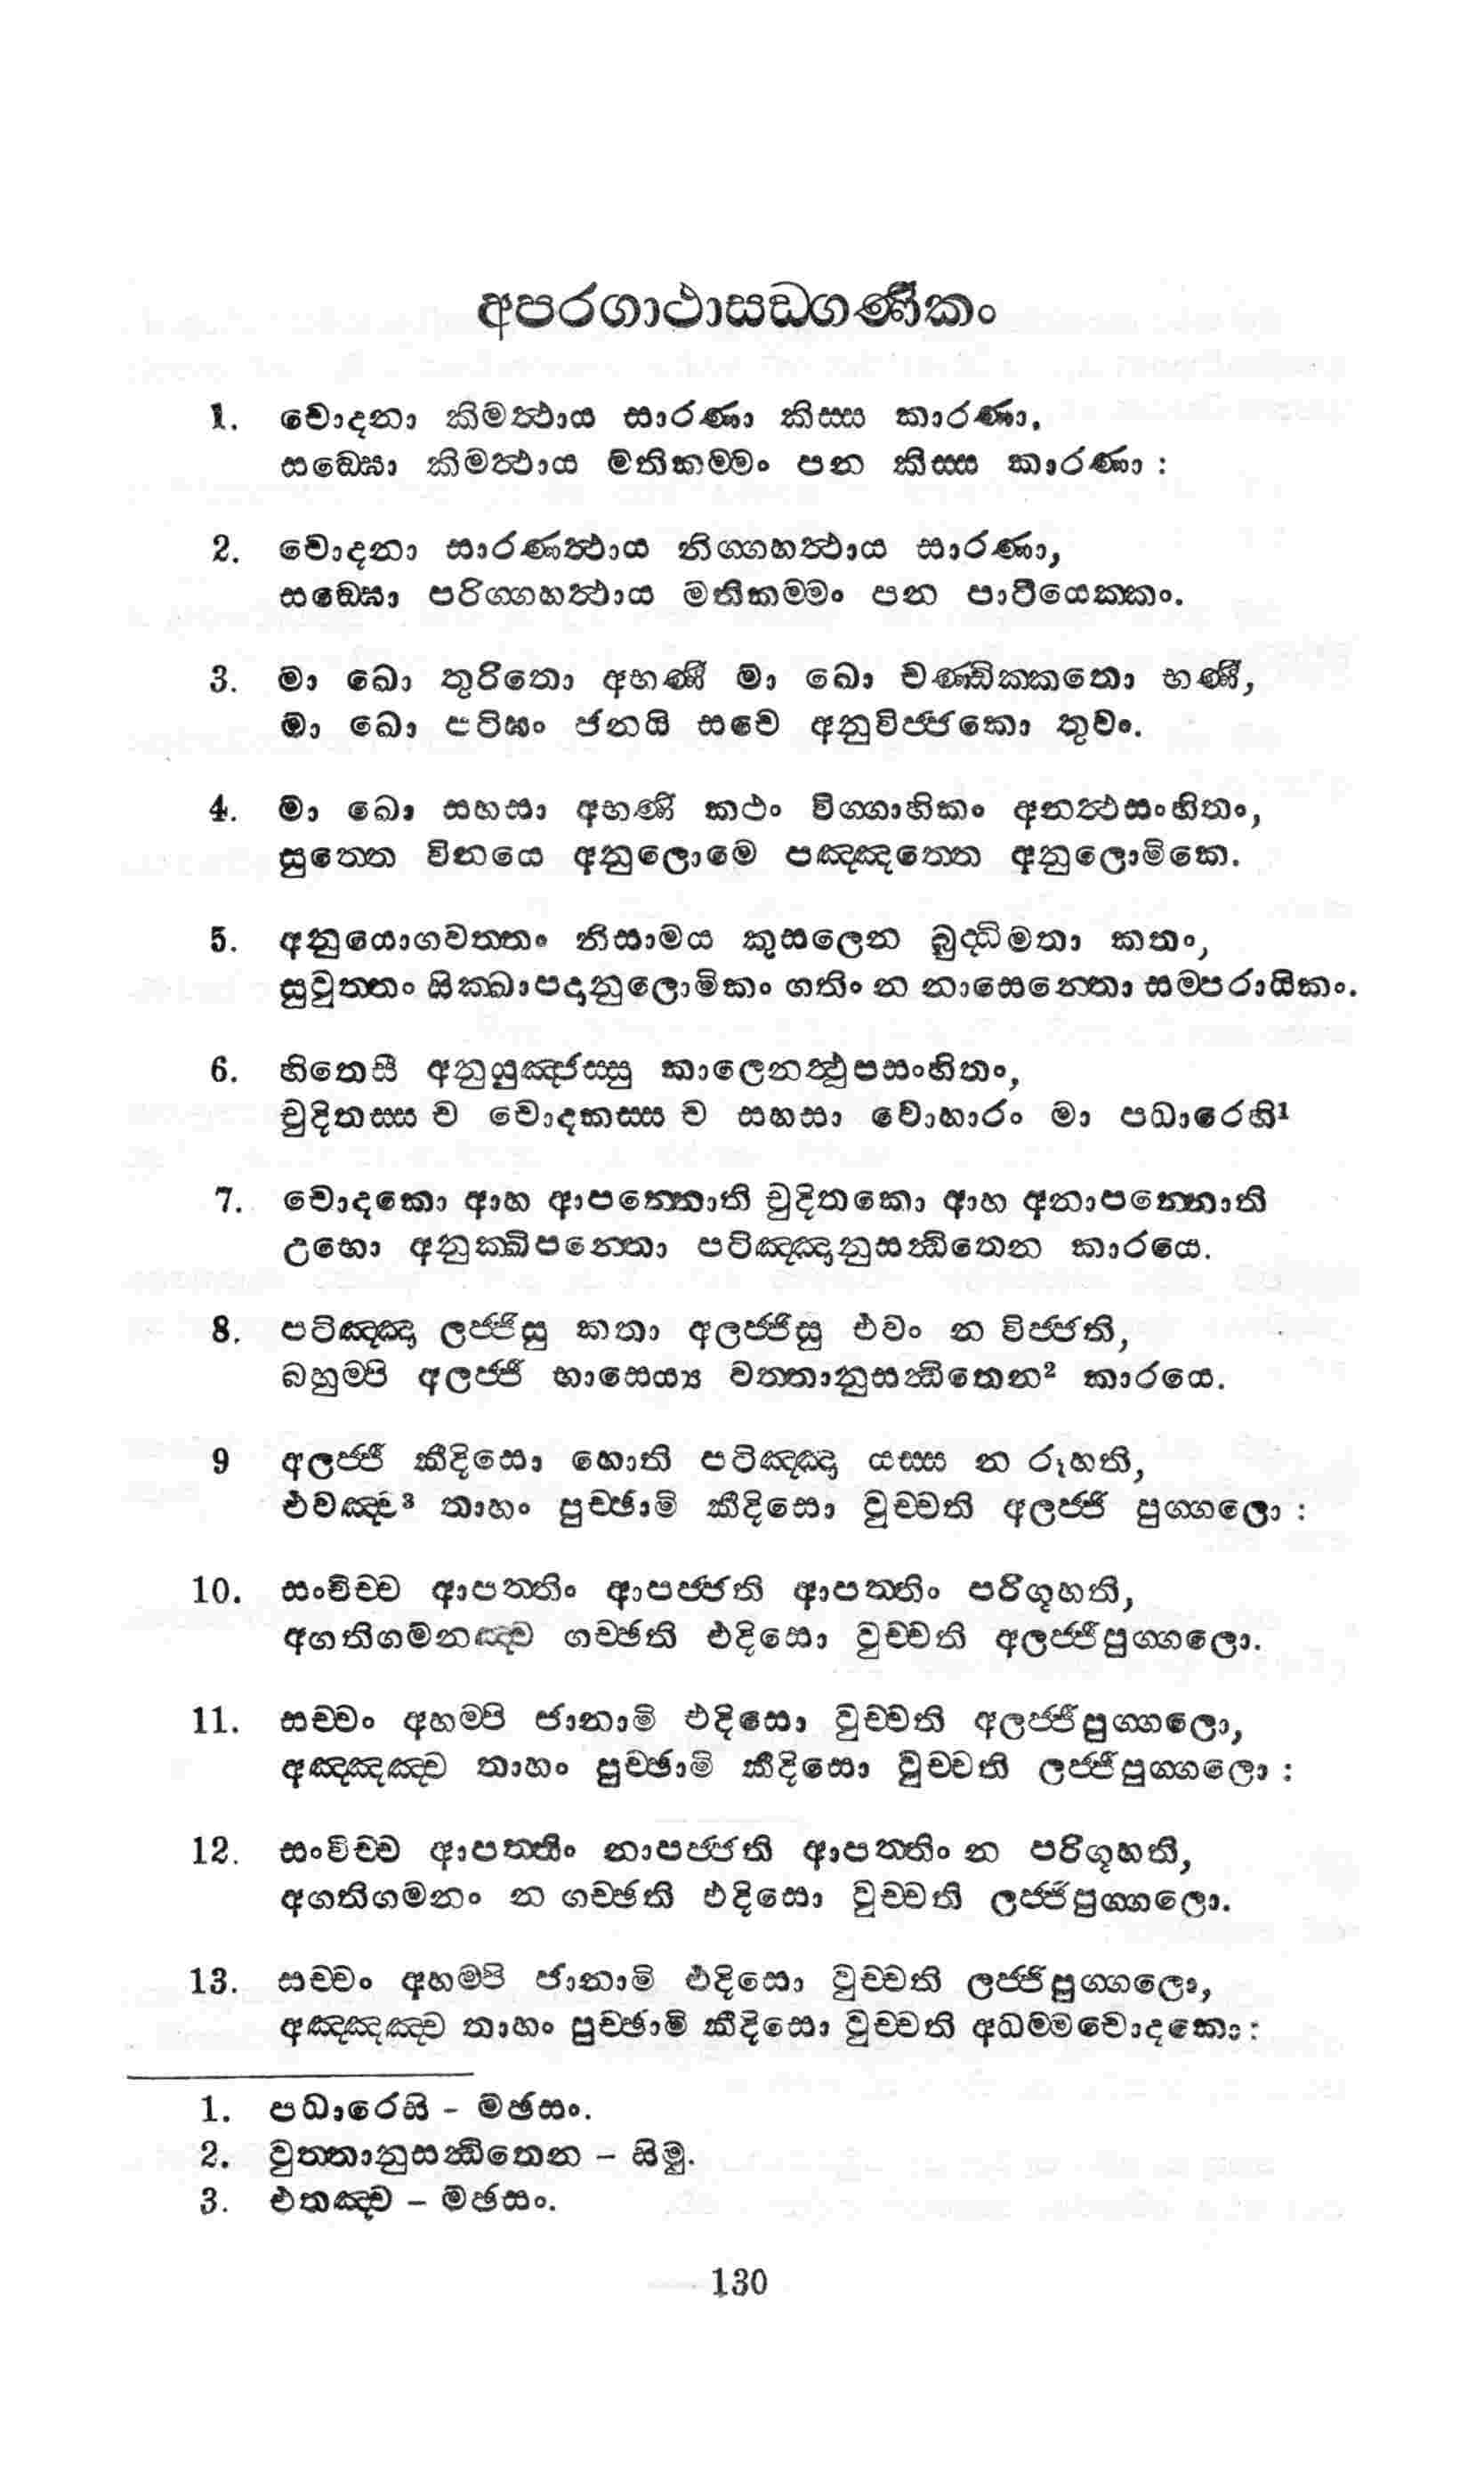 අපරගාථාසඞගණිකං
1. චොදනා කිමත්‍ථාය සාරණා කිස‍්ස කාරණා,
සඞ‍්ඝො කිමත්‍ථාය මතිකම‍්මං පන කිස‍්ස කාරණා :
2. චොදනා සාරණත්‍ථාය නිග‍්ගහත්‍ථාය සාරණා,
සඞ‍්ඝො පරිග‍්ගහත්‍ථාය මතිකම‍්මං පන පාටියෙක‍්කං.
3. මා ඛො තුරිතො අභණි මා ඛො චණ‍්ඩික‍්කතො භණි,
මා ඛො පටිඝං ජනයි සචෙ අනුවිජ‍්ජකො තුවං.
4. මා ඛො සහසා අභණි කථං විග‍්ගාහිකං අනත්‍ථසංහිතං,
සුත‍්තෙ විනයෙ අනුලොමෙ පඤ‍්ඤත‍්තෙ අනුලොමිකෙ.
5. අනුයොගවත‍්තං නිසාමය කුසලෙන බුද‍්ධිමතා කතං,
සුවුත‍්තං සික‍්ඛාපදානුලොමිකං ගතිං න නාසෙන‍්තො සම‍්පරායිකං.
6. හිතෙසී අනුයුඤ‍්ජස‍්සු කාලෙනත්‍ථුපසංහිතං,
චුදිතස‍්ස ච චොදකස‍්ස ච සහසා වොහාරං මා පධාරෙහි¹
7. චොදකො ආහ ආපන‍්නොති චුදිතකො ආහ අනාපන‍්නොති
උභො අනුක‍්ඛිපන‍්තො පටිඤ‍්ඤානුසන්‍ධිතෙන කාරයෙ.
8. පටිඤ‍්ඤා ලජ‍්ජිසු කතා අලජ‍්ජිසු එවං න විජ‍්ජති,
බහුම‍්පි අලජ‍්ජී භාසෙය්‍ය වත‍්තානුසන්‍ධිතෙන² කාරයෙ.
9 අලජ‍්ජී කීදිසො හොති පටිඤ‍්ඤා යස‍්ස න රූහති,
එවඤ‍්ච³ තාහං පුච‍්ඡාමි කීදිසො වුච‍්චති අලජ‍්ජි පුග‍්ගලො :
10. සංචිච‍්ච ආපත‍්තිං ආපජ‍්ජති ආපත‍්තිං පරිගූහති,
අගතිගමනඤ‍්ච ගච‍්ඡති එදිසො වුච‍්චති අලජ‍්ජීපුග‍්ගලො.
11. සච‍්චං අහම‍්පි ජානාමි එදිසො වුච‍්චති අලජ‍්ජීපුග‍්ගලො,
අඤ‍්ඤඤ‍්ච තාහං පුච‍්ඡාමි කීදිසො වුච‍්චති ලජ‍්ජීපුග‍්ගලො :
12. සංචිච‍්ච ආපත‍්තිං නාපජ‍්ජති ආපත‍්තිං න පරිගූහති,
අගතිගමනං න ගච‍්ඡති එදිසො වුච‍්චති ලජ‍්ජිපුග‍්ගලො.
13. සච‍්චං අහම‍්පි ජානාමි එදිසො වුච‍්චති ලජ‍්ජිපුග‍්ගලො,
අඤ‍්ඤඤ‍්ච තාහං පුච‍්ඡාමි කීදිසො වුච‍්චති අධම‍්මචොදකො :
1. පධාරෙසි - මඡසං.
2. වුත‍්තානුසන්‍ධිතෙන – සිමු.
3. එතඤ‍්ච – මඡසං.
130